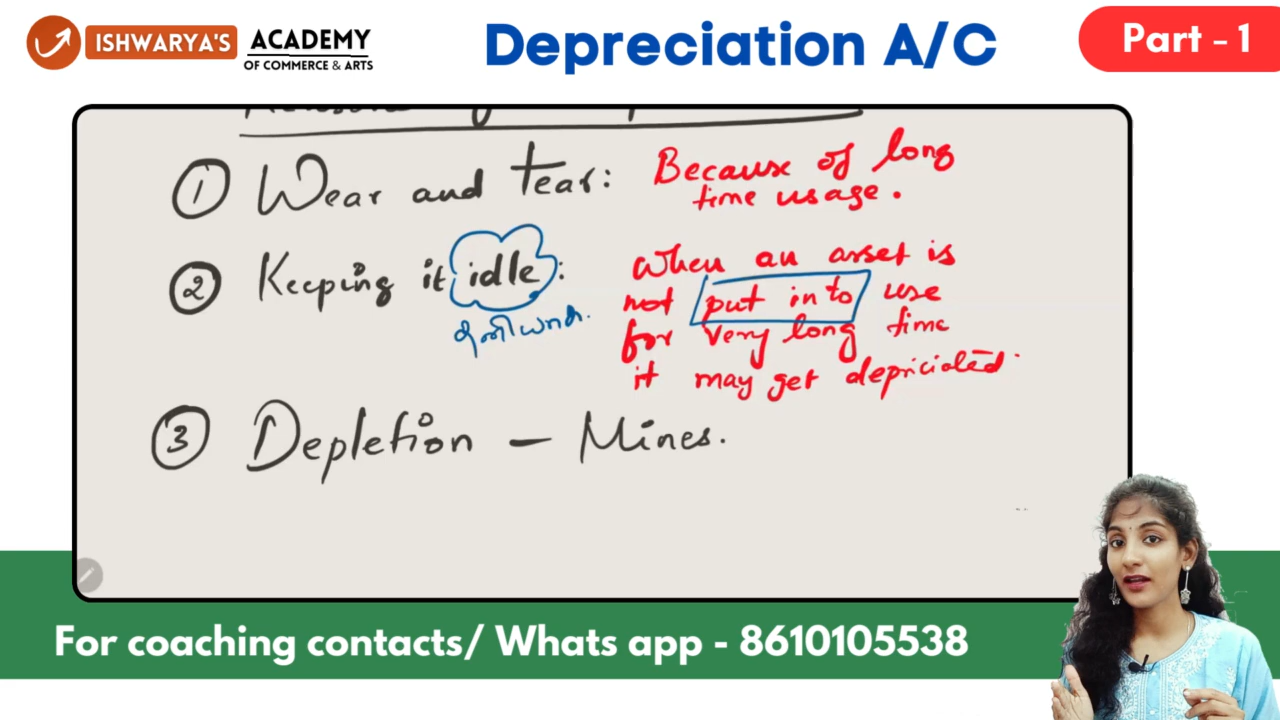 ISHWARYA'S ACADEMY
OF COMMERCE & ARTS
Depreciation A/C
Part - 1
① Wear and tear: Because of long
time usage.
② Keeping it idle: When an asset is
not put into use
for very long time
it may get depriciated.
③ Depletion - Mines.
For coaching contacts/ Whats app - 8610105538